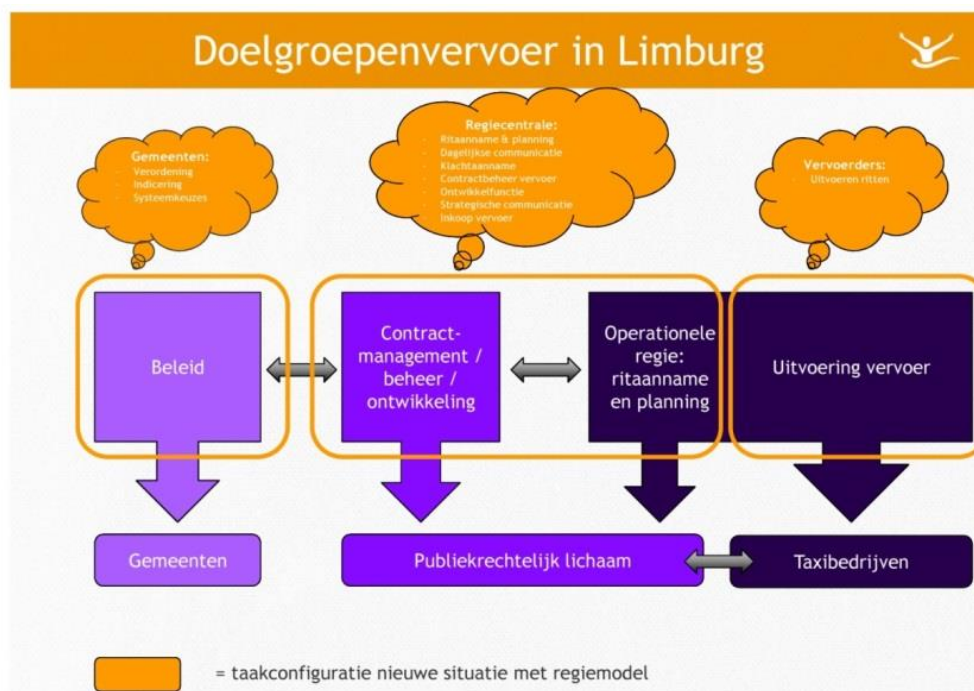 Doelgroepenvervoer in Limburg
Gemeenten:
- Verordening
- Indicering
- Systeemkeuzes
Regiecentrale:
- Ritaanname & planning
- Dagelijkse communicatie
- Klachtaanname
- Contractbeheer vervoer
- Ontwikkelfunctie
- Strategische communicatie
- Inkoop vervoer
Vervoerders:
- Uitvoeren ritten
Beleid
Contract-
management /
beheer /
ontwikkeling
Operationele
regie:
ritaanname
en planning
Uitvoering vervoer
Gemeenten
Publiekrechtelijk lichaam
Taxibedrijven
= taakconfiguratie nieuwe situatie met regiemodel